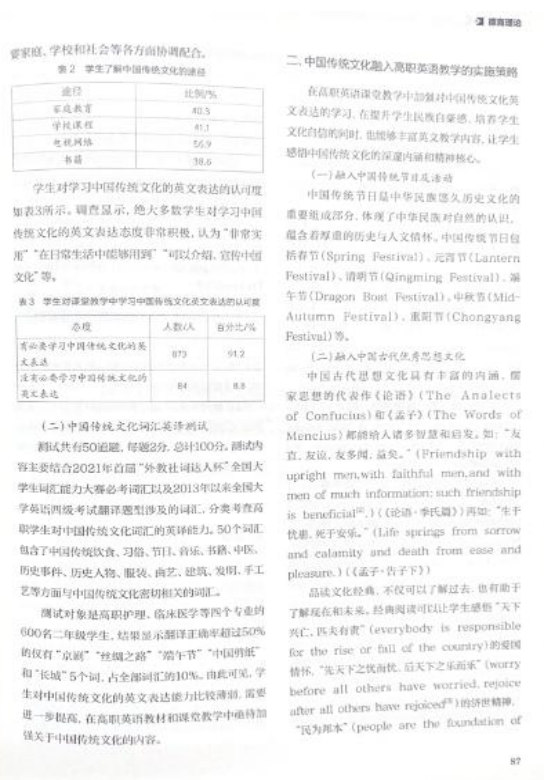 德育理论
要家庭、学校和社会等各方面协调配合。
表 2 学生了解中国传统文化的途径
途径 比例/%
家庭教育 40.5
学校课程 41.1
电视网络 56.9
书籍 38.6
学生对学习中国传统文化的英文表达的认可度
如表3所示。调查显示，绝大多数学生对学习中国
传统文化的英文表达态度非常积极，认为“非常实
用”“在日常生活中能够用到”“可以介绍、宣传中国
文化”等。
表 3 学生对课堂教学中学习中国传统文化英文表达的认可度
态度 人数/人 百分比/%
有必要学习中国传统文化的英
文表达 873 91.2
没有必要学习中国传统文化的
英文表达 84 8.8
(二)中国传统文化词汇英译测试
测试共有50道题，每题2分，总计100分。测试内
容主要结合2021年首届“外教社词达人杯”全国大
学生词汇能力大赛必考词汇以及2013年以来全国大
学英语四级考试翻译题型涉及的词汇，分类考查高
职学生对中国传统文化词汇的英译能力。50个词汇
包含了中国传统饮食、习俗、节日、音乐、书籍、中医、
历史事件、历史人物、服装、曲艺、建筑、发明、手工
艺等方面与中国传统文化密切相关的词汇。
测试对象是高职护理、临床医学等四个专业的
600名二年级学生，结果显示翻译正确率超过50%
的仅有“京剧”“丝绸之路”“端午节”“中国剪纸”
和“长城”5个词，占全部词汇的10%。由此可见，学
生对中国传统文化的英文表达能力比较薄弱，需要
进一步提高，在高职英语教材和课堂教学中亟待加
强关于中国传统文化的内容。
二、中国传统文化融入高职英语教学的实施策略
在高职英语课堂教学中加强对中国传统文化英
文表达的学习，在提升学生民族自豪感、培养学生
文化自信的同时，也能够丰富英文教学内容，让学生
感悟中国传统文化的深邃内涵和精神核心。
(一)融入中国传统节日及活动
中国传统节日是中华民族悠久历史文化的
重要组成部分，体现了中华民族对自然的认识，
蕴含着厚重的历史与人文情怀。中国传统节日包
括春节(Spring Festival)、元宵节(Lantern
Festival)、清明节(Qingming Festival)、端
午节(Dragon Boat Festival)、中秋节(Mid-
Autumn Festival)、重阳节(Chongyang
Festival)等。
(二)融入中国古代优秀思想文化
中国古代思想文化具有丰富的内涵，儒
家思想的代表作《论语》(The Analects
of Confucius)和《孟子》(The Words of
Mencius)都能给人诸多智慧和启发。如：“友
直，友谅，友多闻，益矣。”(Friendship with
upright men,with faithful men,and with
men of much information: such friendship
is beneficial[2].)(《论语·季氏篇》)再如：“生于
忧患，死于安乐。”(Life springs from sorrow
and calamity and death from ease and
pleasure.)(《孟子·告子下》)
品读文化经典，不仅可以了解过去，也有助于
了解现在和未来。经典阅读可以让学生感悟“天下
兴亡，匹夫有责”(everybody is responsible
for the rise or fall of the country)的爱国
情怀，“先天下之忧而忧，后天下之乐而乐”(worry
before all others have worried, rejoice
after all others have rejoiced[3])的济世精神，
“民为邦本”(people are the foundation of
87